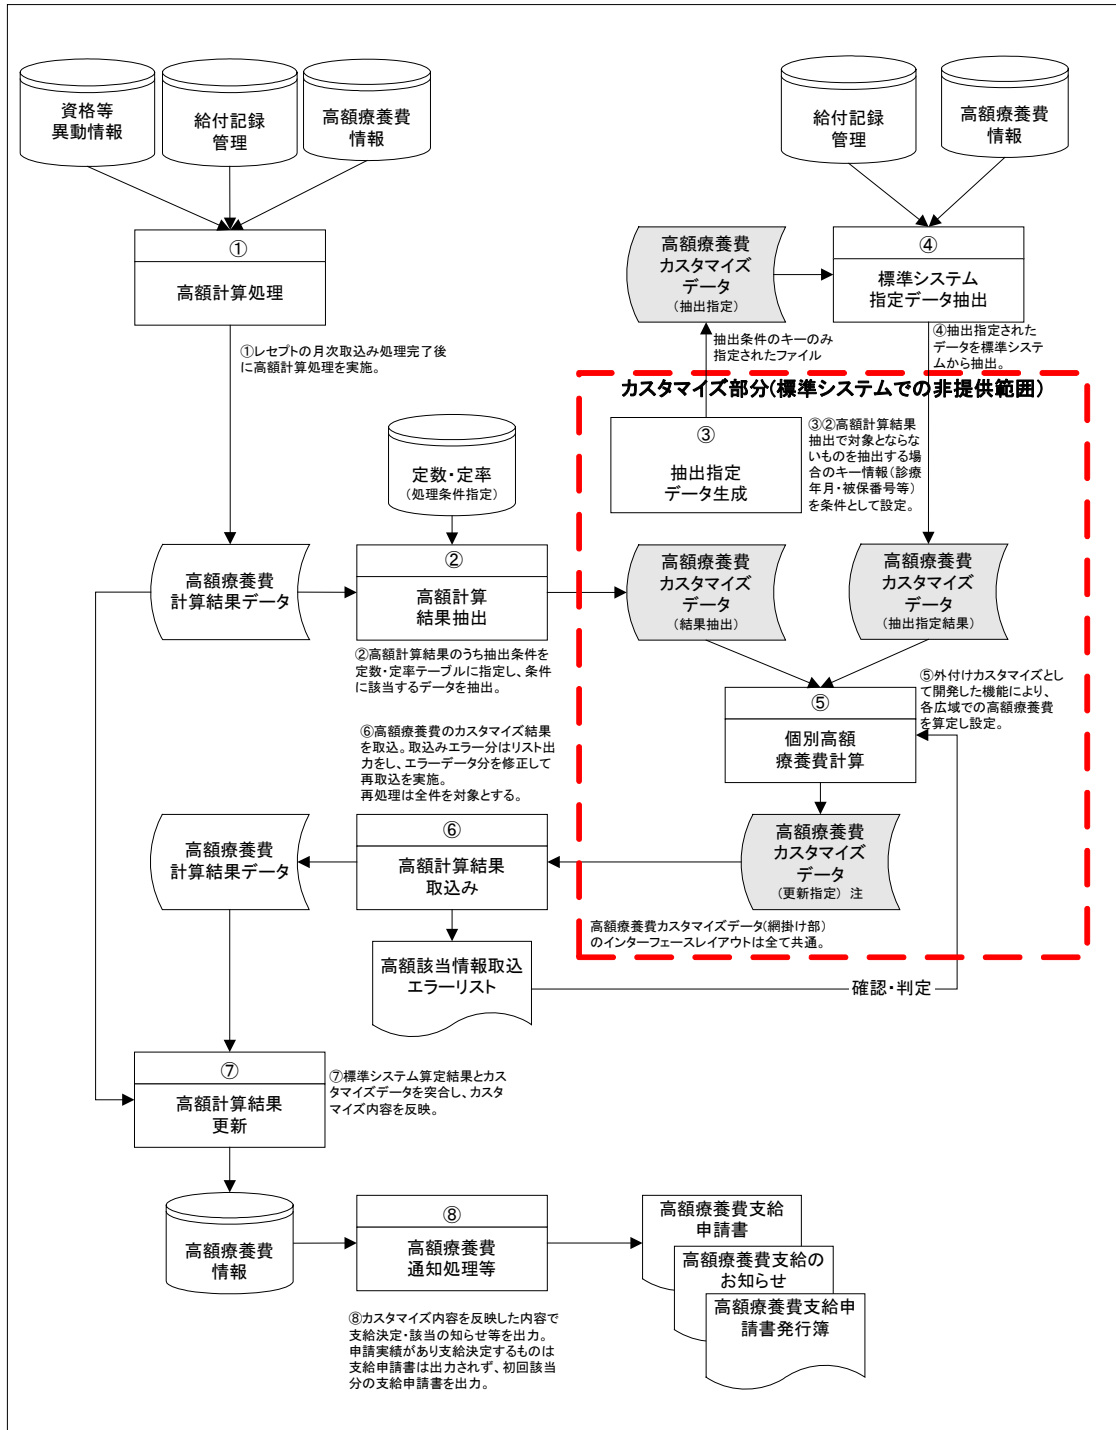 資格等
異動情報
給付記録
管理
高額療養費
情報
給付記録
管理
高額療養費
情報
①
高額計算処理
①レセプトの月次取込み処理完了後
に高額計算処理を実施。
高額療養費
カスタマイズ
データ
(抽出指定)
④
標準システム
指定データ抽出
抽出条件のキーのみ
指定されたファイル
④抽出指定された
データを標準システ
ムから抽出。
カスタマイズ部分(標準システムでの非提供範囲)
③
抽出指定
データ生成
③②高額計算結果
抽出で対象とならな
いものを抽出する場
合のキー情報(診療
年月・被保番号等)
を条件として設定。
定数・定率
(処理条件指定)
高額療養費
計算結果データ
②
高額計算
結果抽出
高額療養費
カスタマイズ
データ
(結果抽出)
高額療養費
カスタマイズ
データ
(抽出指定結果)
②高額計算結果のうち抽出条件を
定数・定率テーブルに指定し、条件
に該当するデータを抽出。
⑤
個別高額
療養費計算
⑤外付けカスタマイズとし
て開発した機能により、
各広域での高額療養費
を算定し設定。
⑥高額療養費のカスタマイズ結果
を取込。取込みエラー分はリスト出
力をし、エラーデータ分を修正して
再取込を実施。
再処理は全件を対象とする。
高額療養費
計算結果データ
⑥
高額計算結果
取込み
高額療養費
カスタマイズ
データ
(更新指定) 注
高額療養費カスタマイズデータ(網掛け部)
のインターフェースレイアウトは全て共通。
高額該当情報取込
エラーリスト
確認・判定
⑦
高額計算結果
更新
⑦標準システム算定結果とカス
タマイズデータを突合し、カスタ
マイズ内容を反映。
高額療養費
情報
⑧
高額療養費
通知処理等
高額療養費支給
申請書
高額療養費支給の
お知らせ
高額療養費支給申
請書発行簿
⑧カスタマイズ内容を反映した内容で
支給決定・該当の知らせ等を出力。
申請実績があり支給決定するものは
支給申請書は出力されず、初回該当
分の支給申請書を出力。